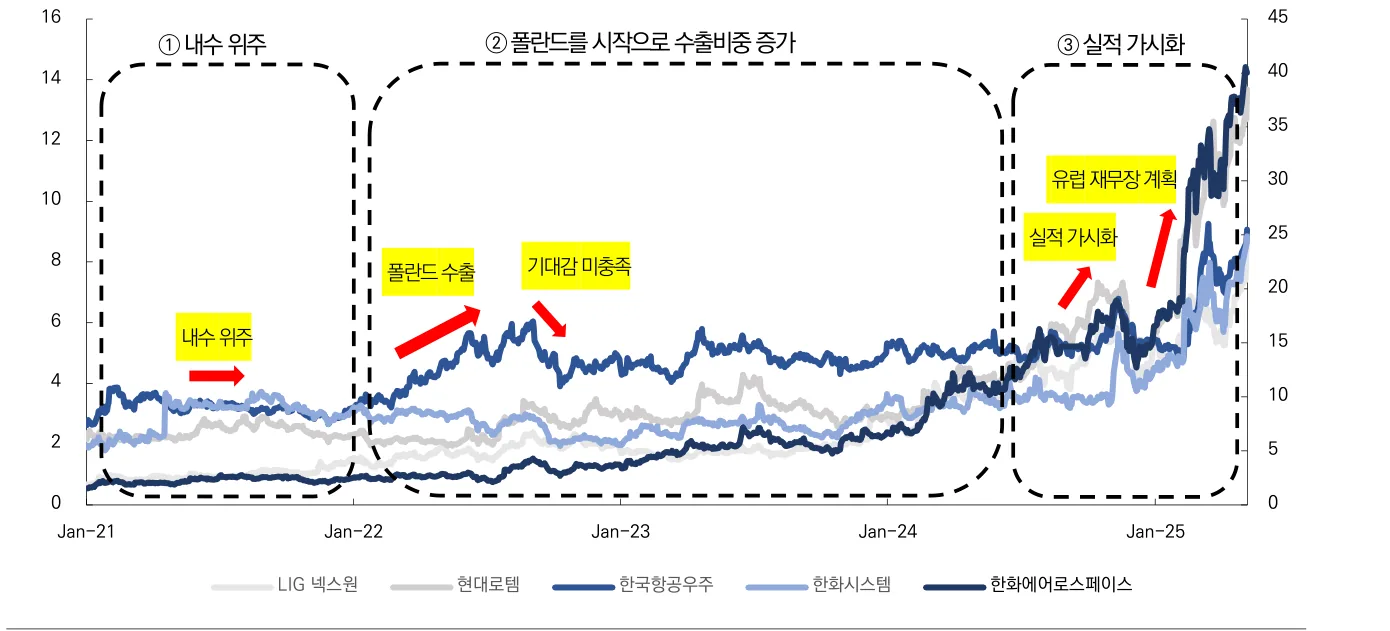 16
14
12
10
8
6
4
2
0
45
40
35
30
25
20
15
10
5
0
① 내수 위주
② 폴란드를 시작으로 수출비중 증가
③ 실적 가시화
유럽 재무장 계획
실적 가시화
폴란드 수출
기대감 미충족
내수 위주
Jan-21 Jan-22 Jan-23 Jan-24 Jan-25
LIG 넥스원 현대로템 한국항공우주 한화시스템 한화에어로스페이스